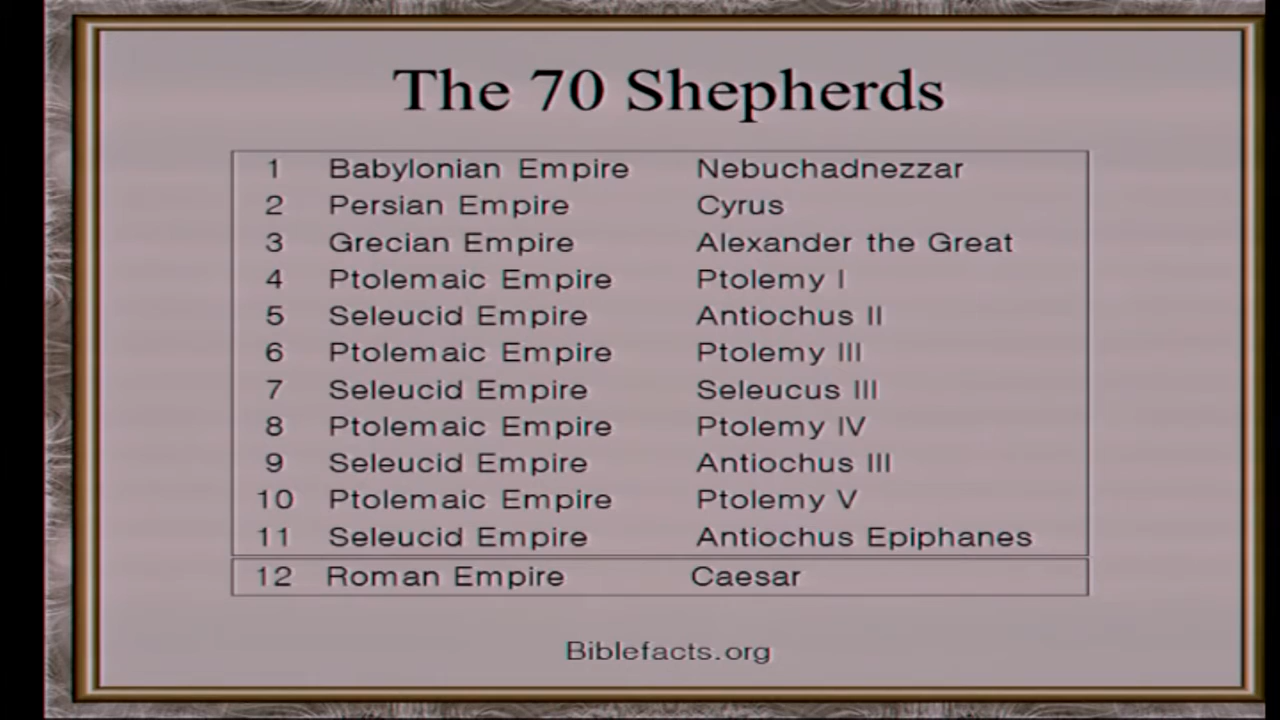 The 70 Shepherds
1 Babylonian Empire Nebuchadnezzar
2 Persian Empire Cyrus
3 Grecian Empire Alexander the Great
4 Ptolemaic Empire Ptolemy I
5 Seleucid Empire Antiochus II
6 Ptolemaic Empire Ptolemy III
7 Seleucid Empire Seleucus III
8 Ptolemaic Empire Ptolemy IV
9 Seleucid Empire Antiochus III
10 Ptolemaic Empire Ptolemy V
11 Seleucid Empire Antiochus Epiphanes
12 Roman Empire Caesar
Biblefacts.org